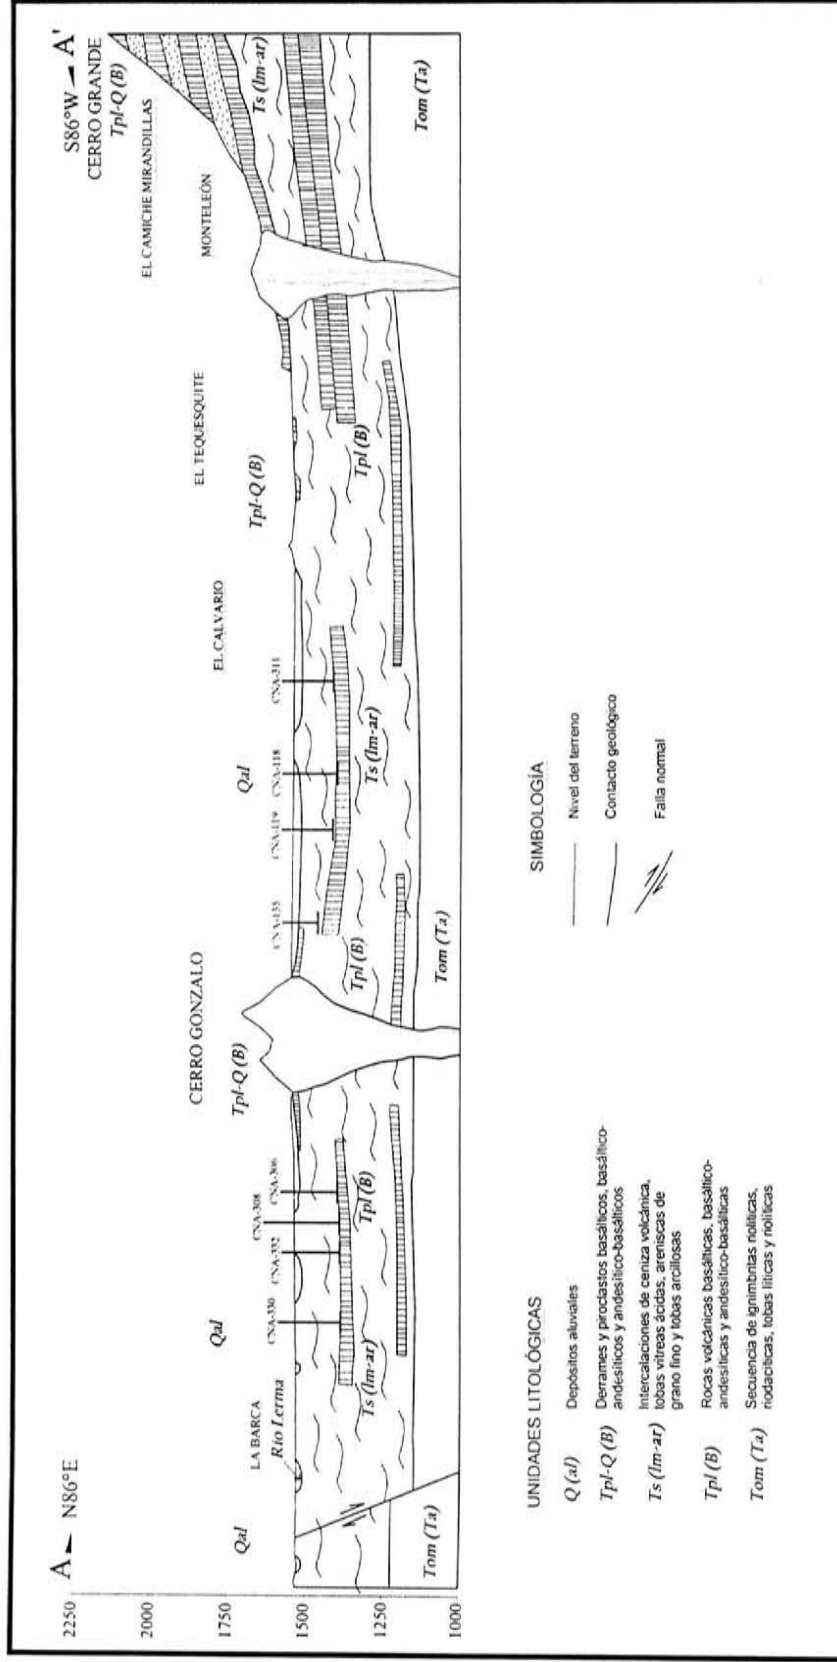 A N86°E
S86°W A'
CERRO GRANDE
Tpl-Q (B)
EL CAMICHE MIRANDILLAS
MONTELEÓN
EL TEQUESQUITE
Tpl-Q (B)
EL CALVARIO
Qal
CERRO GONZALO
Tpl-Q (B)
Qal
LA BARCA
Río Lerma
Qal
CNA-330
CNA-332
CNA-308
CNA-306
CNA-135
CNA-119
CNA-118
CNA-311
Ts (lm-ar)
Tpl (B)
Tpl (B)
Ts (lm-ar)
Tpl (B)
Ts (lm-ar)
Tom (Ta)
Tom (Ta)
Tom (Ta)
2250
2000
1750
1500
1250
1000
UNIDADES LITOLÓGICAS
Q (al) Depósitos aluviales
Tpl-Q (B) Derrames y piroclastos basálticos, basáltico-
andesíticos y andesítico-basálticos
Ts (lm-ar) Intercalaciones de ceniza volcánica,
tobas vítreas ácidas, areniscas de
grano fino y tobas arcillosas
Tpl (B) Rocas volcánicas basálticas, basáltico-
andesíticas y andesítico-basálticas
Tom (Ta) Secuencia de ignimbritas riolíticas,
riodacíticas, tobas líticas y riolíticas
SIMBOLOGÍA
Nivel del terreno
Contacto geológico
Falla normal